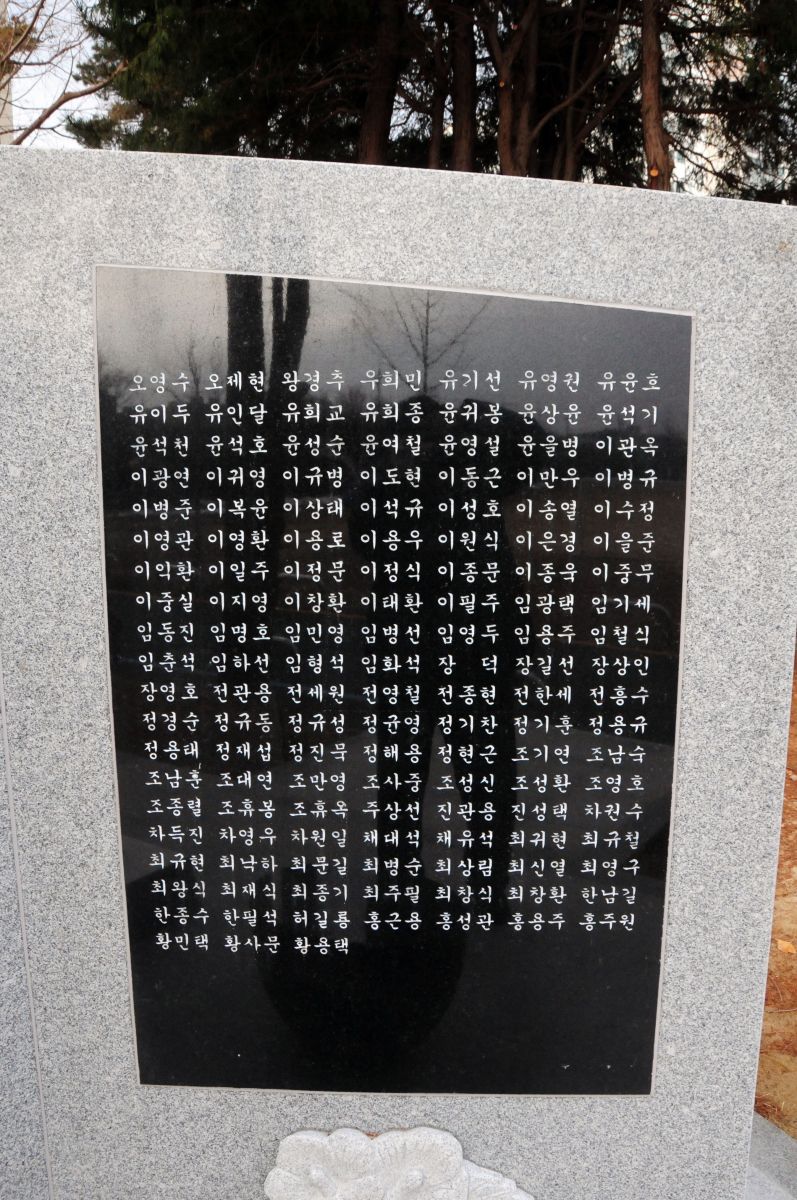 오영수 오제현 왕경추 우희민 유기선 유영권 유윤호
유이두 유인달 유희교 유희종 윤귀봉 윤상윤 윤석기
윤석천 윤석호 윤성순 윤여철 윤영설 윤을병 이관옥
이광연 이귀영 이규병 이도현 이동근 이만우 이병규
이병준 이복윤 이상태 이석규 이성호 이송열 이수정
이영관 이영환 이용로 이용우 이원식 이은경 이을준
이익환 이일주 이정문 이정식 이종문 이종욱 이중무
이중실 이지영 이창환 이태환 이필주 임광택 임기세
임동진 임명호 임민영 임병선 임영두 임용주 임철식
임춘석 임하선 임형석 임화석 장 덕 장길선 장상인
장영호 전관용 전세원 전영철 전종현 전한세 전흥수
정경순 정규동 정규성 정균영 정기찬 정기훈 정용규
정용태 정재섭 정진묵 정해용 정현근 조기연 조남숙
조남훈 조대연 조만영 조사중 조성신 조성환 조영호
조종렬 조휴봉 조휴옥 주상선 진관용 진성택 차권수
차득진 차영우 차원일 채대석 채유석 최귀현 최규철
최규현 최낙하 최문길 최병순 최상림 최신열 최영구
최왕식 최재식 최종기 최주필 최창식 최창환 한남길
한종수 한필석 허길룡 홍근용 홍성관 홍용주 홍주원
황민택 황사문 황용택